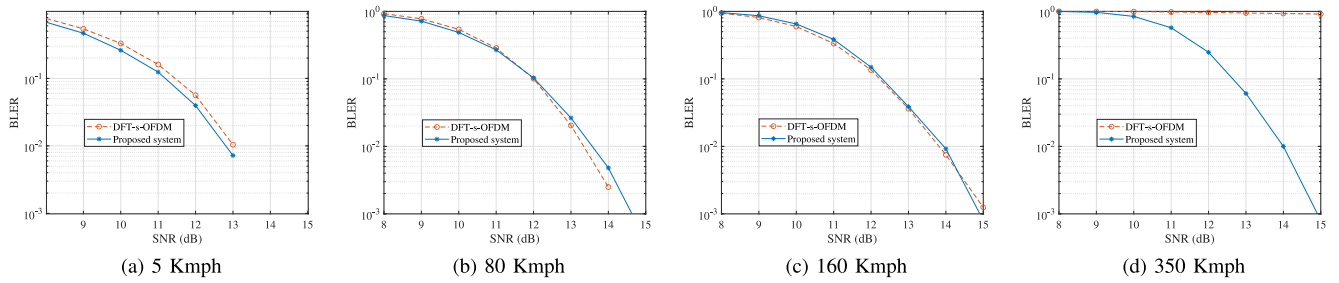 10^0
10^-1
10^-2
10^-3
BLER
DFT-s-OFDM
Proposed system
9 10 11 12 13 14 15
SNR (dB)
(a) 5 Kmph
10^0
10^-1
10^-2
10^-3
BLER
DFT-s-OFDM
Proposed system
8 9 10 11 12 13 14 15
SNR (dB)
(b) 80 Kmph
10^0
10^-1
10^-2
10^-3
BLER
DFT-s-OFDM
Proposed system
8 9 10 11 12 13 14 15
SNR (dB)
(c) 160 Kmph
10^0
10^-1
10^-2
10^-3
BLER
DFT-s-OFDM
Proposed system
8 9 10 11 12 13 14 15
SNR (dB)
(d) 350 Kmph